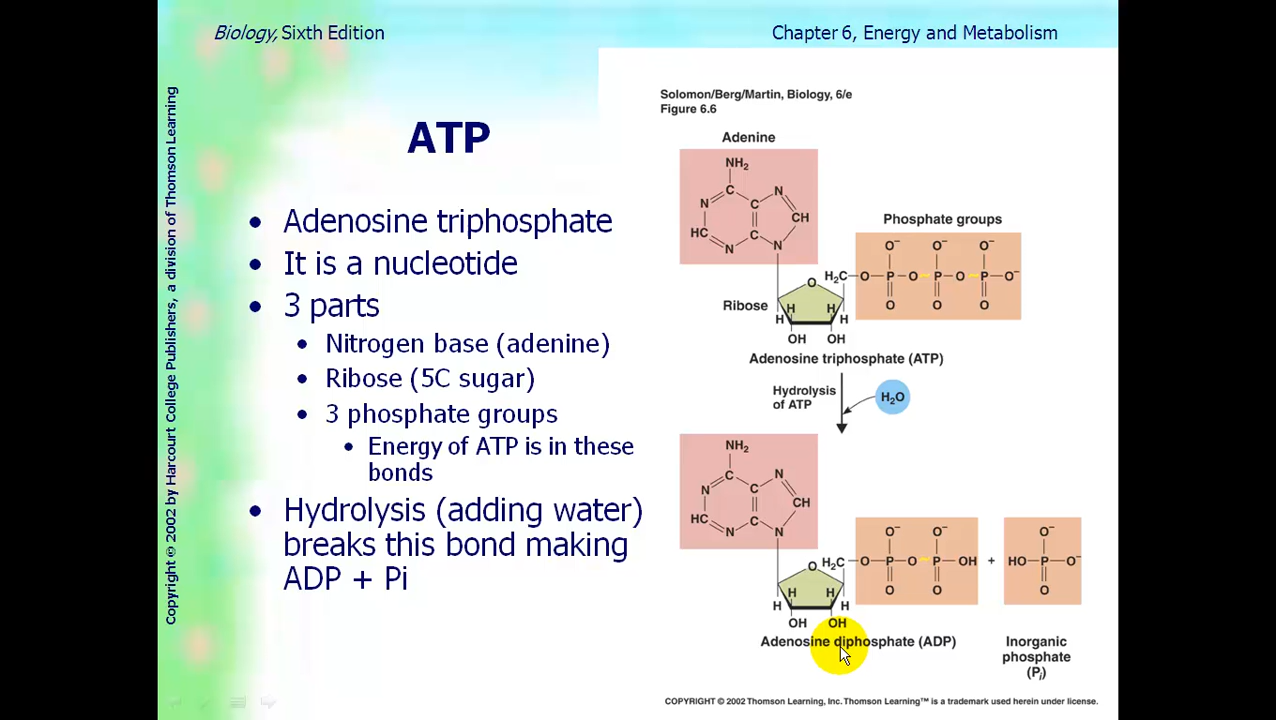 Biology, Sixth Edition
Chapter 6, Energy and Metabolism
Copyright © 2002 by Harcourt College Publishers, a division of Thomson Learning
ATP
• Adenosine triphosphate
• It is a nucleotide
• 3 parts
• Nitrogen base (adenine)
• Ribose (5C sugar)
• 3 phosphate groups
• Energy of ATP is in these
bonds
• Hydrolysis (adding water)
breaks this bond making
ADP + Pi
Solomon/Berg/Martin, Biology, 6/e
Figure 6.6
Adenine
NH₂
C
N
C
N
CH
HC
N
C
N
Phosphate groups
O⁻ O⁻ O⁻
H₂C O P O P O P O⁻
O O O
Ribose
O
H H
H H
OH OH
Adenosine triphosphate (ATP)
Hydrolysis
of ATP
H₂O
NH₂
C
N
C
N
CH
HC
N
C
N
O⁻ O⁻
H₂C O P O P OH + HO P O⁻
O⁻
O O O
O
H H
H H
OH OH
Adenosine diphosphate (ADP)
Inorganic
phosphate
(Pi)
COPYRIGHT © 2002 Thomson Learning, Inc. Thomson Learning™ is a trademark used herein under license.